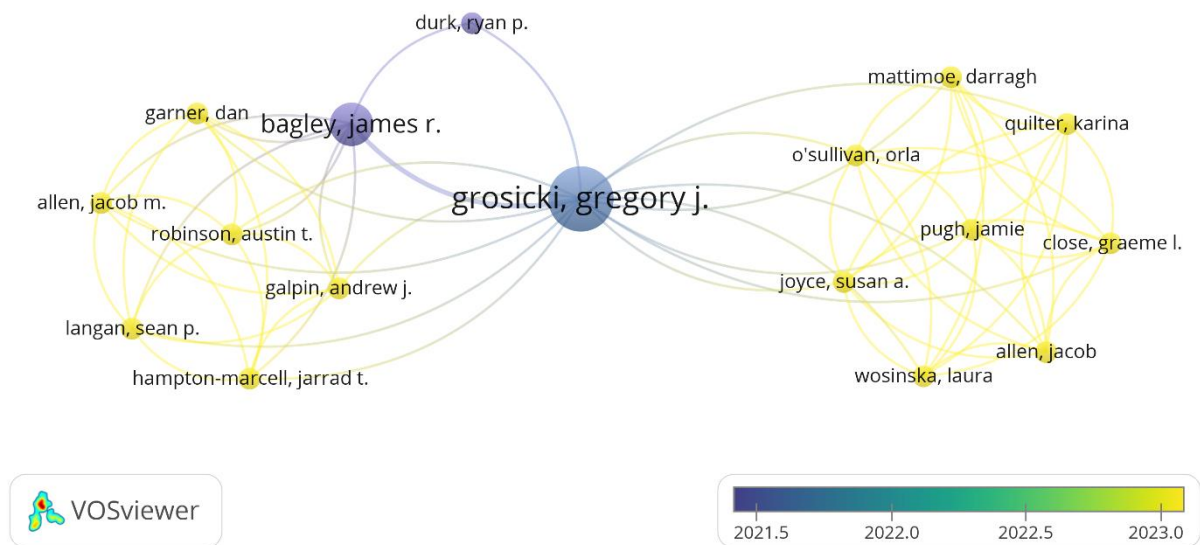 durk, ryan p.
mattimoe, darragh
garner, dan
bagley, james r.
quilter, karina
o'sullivan, orla
allen, jacob m.
grosicki, gregory j.
robinson, austin t.
pugh, jamie
close, graeme l.
galpin, andrew j.
joyce, susan a.
langan, sean p.
hampton-marcell, jarrad t.
allen, jacob
wosinska, laura
VOSviewer
2021.5 2022.0 2022.5 2023.0